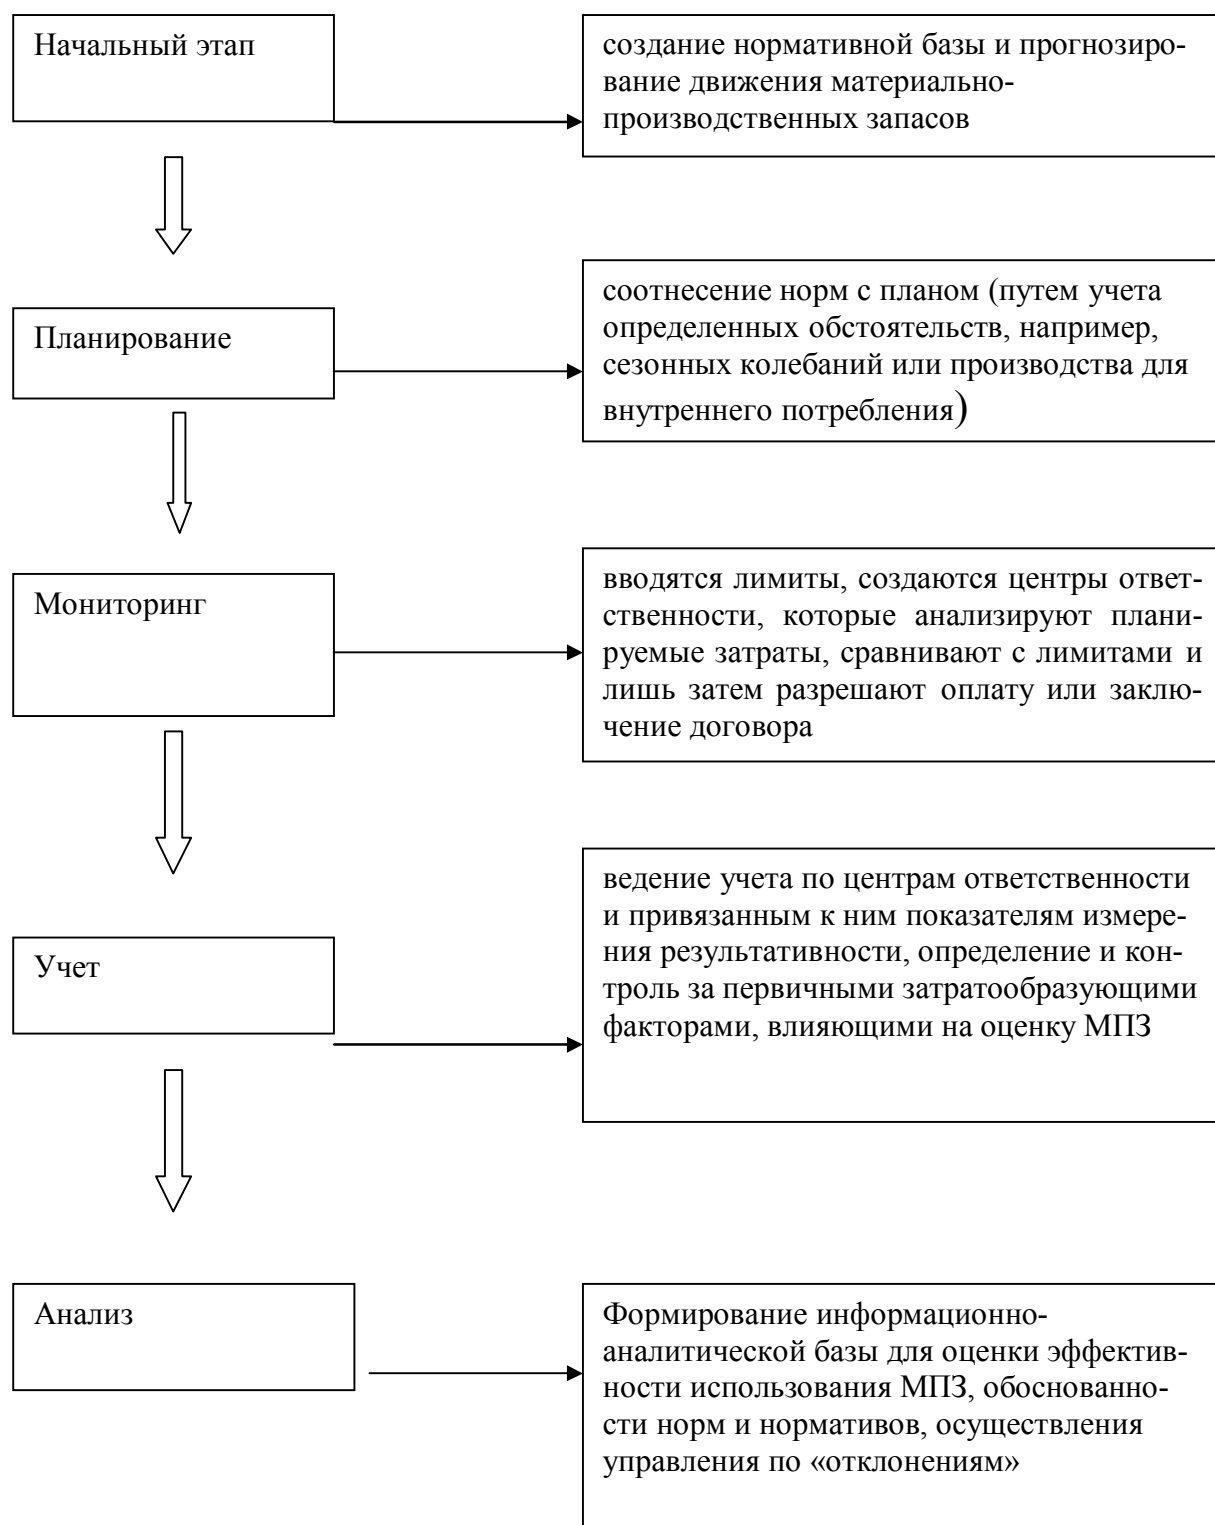 Начальный этап
создание нормативной базы и прогнозиро-
вание движения материально-
производственных запасов
Планирование
соотнесение норм с планом (путем учета
определенных обстоятельств, например,
сезонных колебаний или производства для
внутреннего потребления)
Мониторинг
вводятся лимиты, создаются центры ответ-
ственности, которые анализируют плани-
руемые затраты, сравнивают с лимитами и
лишь затем разрешают оплату или заклю-
чение договора
Учет
ведение учета по центрам ответственности
и привязанным к ним показателям измере-
ния результативности, определение и кон-
троль за первичными затратообразующими
факторами, влияющими на оценку МПЗ
Анализ
Формирование информационно-
аналитической базы для оценки эффектив-
ности использования МПЗ, обоснованно-
сти норм и нормативов, осуществления
управления по «отклонениям»